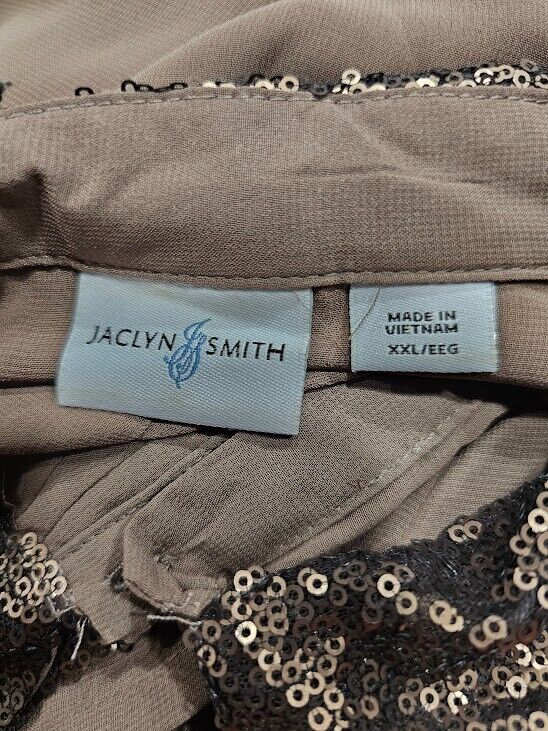 JACLYN JS SMITH
MADE IN
VIETNAM
XXL/EEG